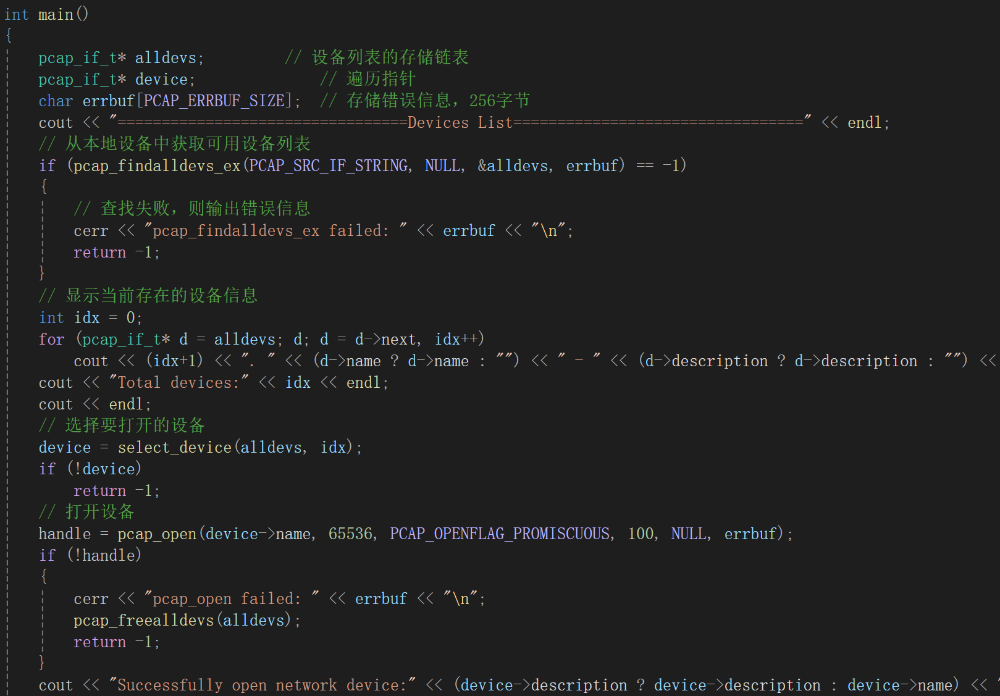 int main()
{
    pcap_if_t* alldevs;         // 设备列表的存储链表
    pcap_if_t* device;              // 遍历指针
    char errbuf[PCAP_ERRBUF_SIZE];  // 存储错误信息，256字节
    cout << "=================================Devices List=================================" << endl;
    // 从本地设备中获取可用设备列表
    if (pcap_findalldevs_ex(PCAP_SRC_IF_STRING, NULL, &alldevs, errbuf) == -1)
    {
        // 查找失败，则输出错误信息
        cerr << "pcap_findalldevs_ex failed: " << errbuf << "\n";
        return -1;
    }
    // 显示当前存在的设备信息
    int idx = 0;
    for (pcap_if_t* d = alldevs; d; d = d->next, idx++)
        cout << (idx+1) << ". " << (d->name ? d->name : "") << " - " << (d->description ? d->description : "") <<
    cout << "Total devices:" << idx << endl;
    cout << endl;
    // 选择要打开的设备
    device = select_device(alldevs, idx);
    if (!device)
        return -1;
    // 打开设备
    handle = pcap_open(device->name, 65536, PCAP_OPENFLAG_PROMISCUOUS, 100, NULL, errbuf);
    if (!handle)
    {
        cerr << "pcap_open failed: " << errbuf << "\n";
        pcap_freealldevs(alldevs);
        return -1;
    }
    cout << "Successfully open network device:" << (device->description ? device->description : device->name) << "